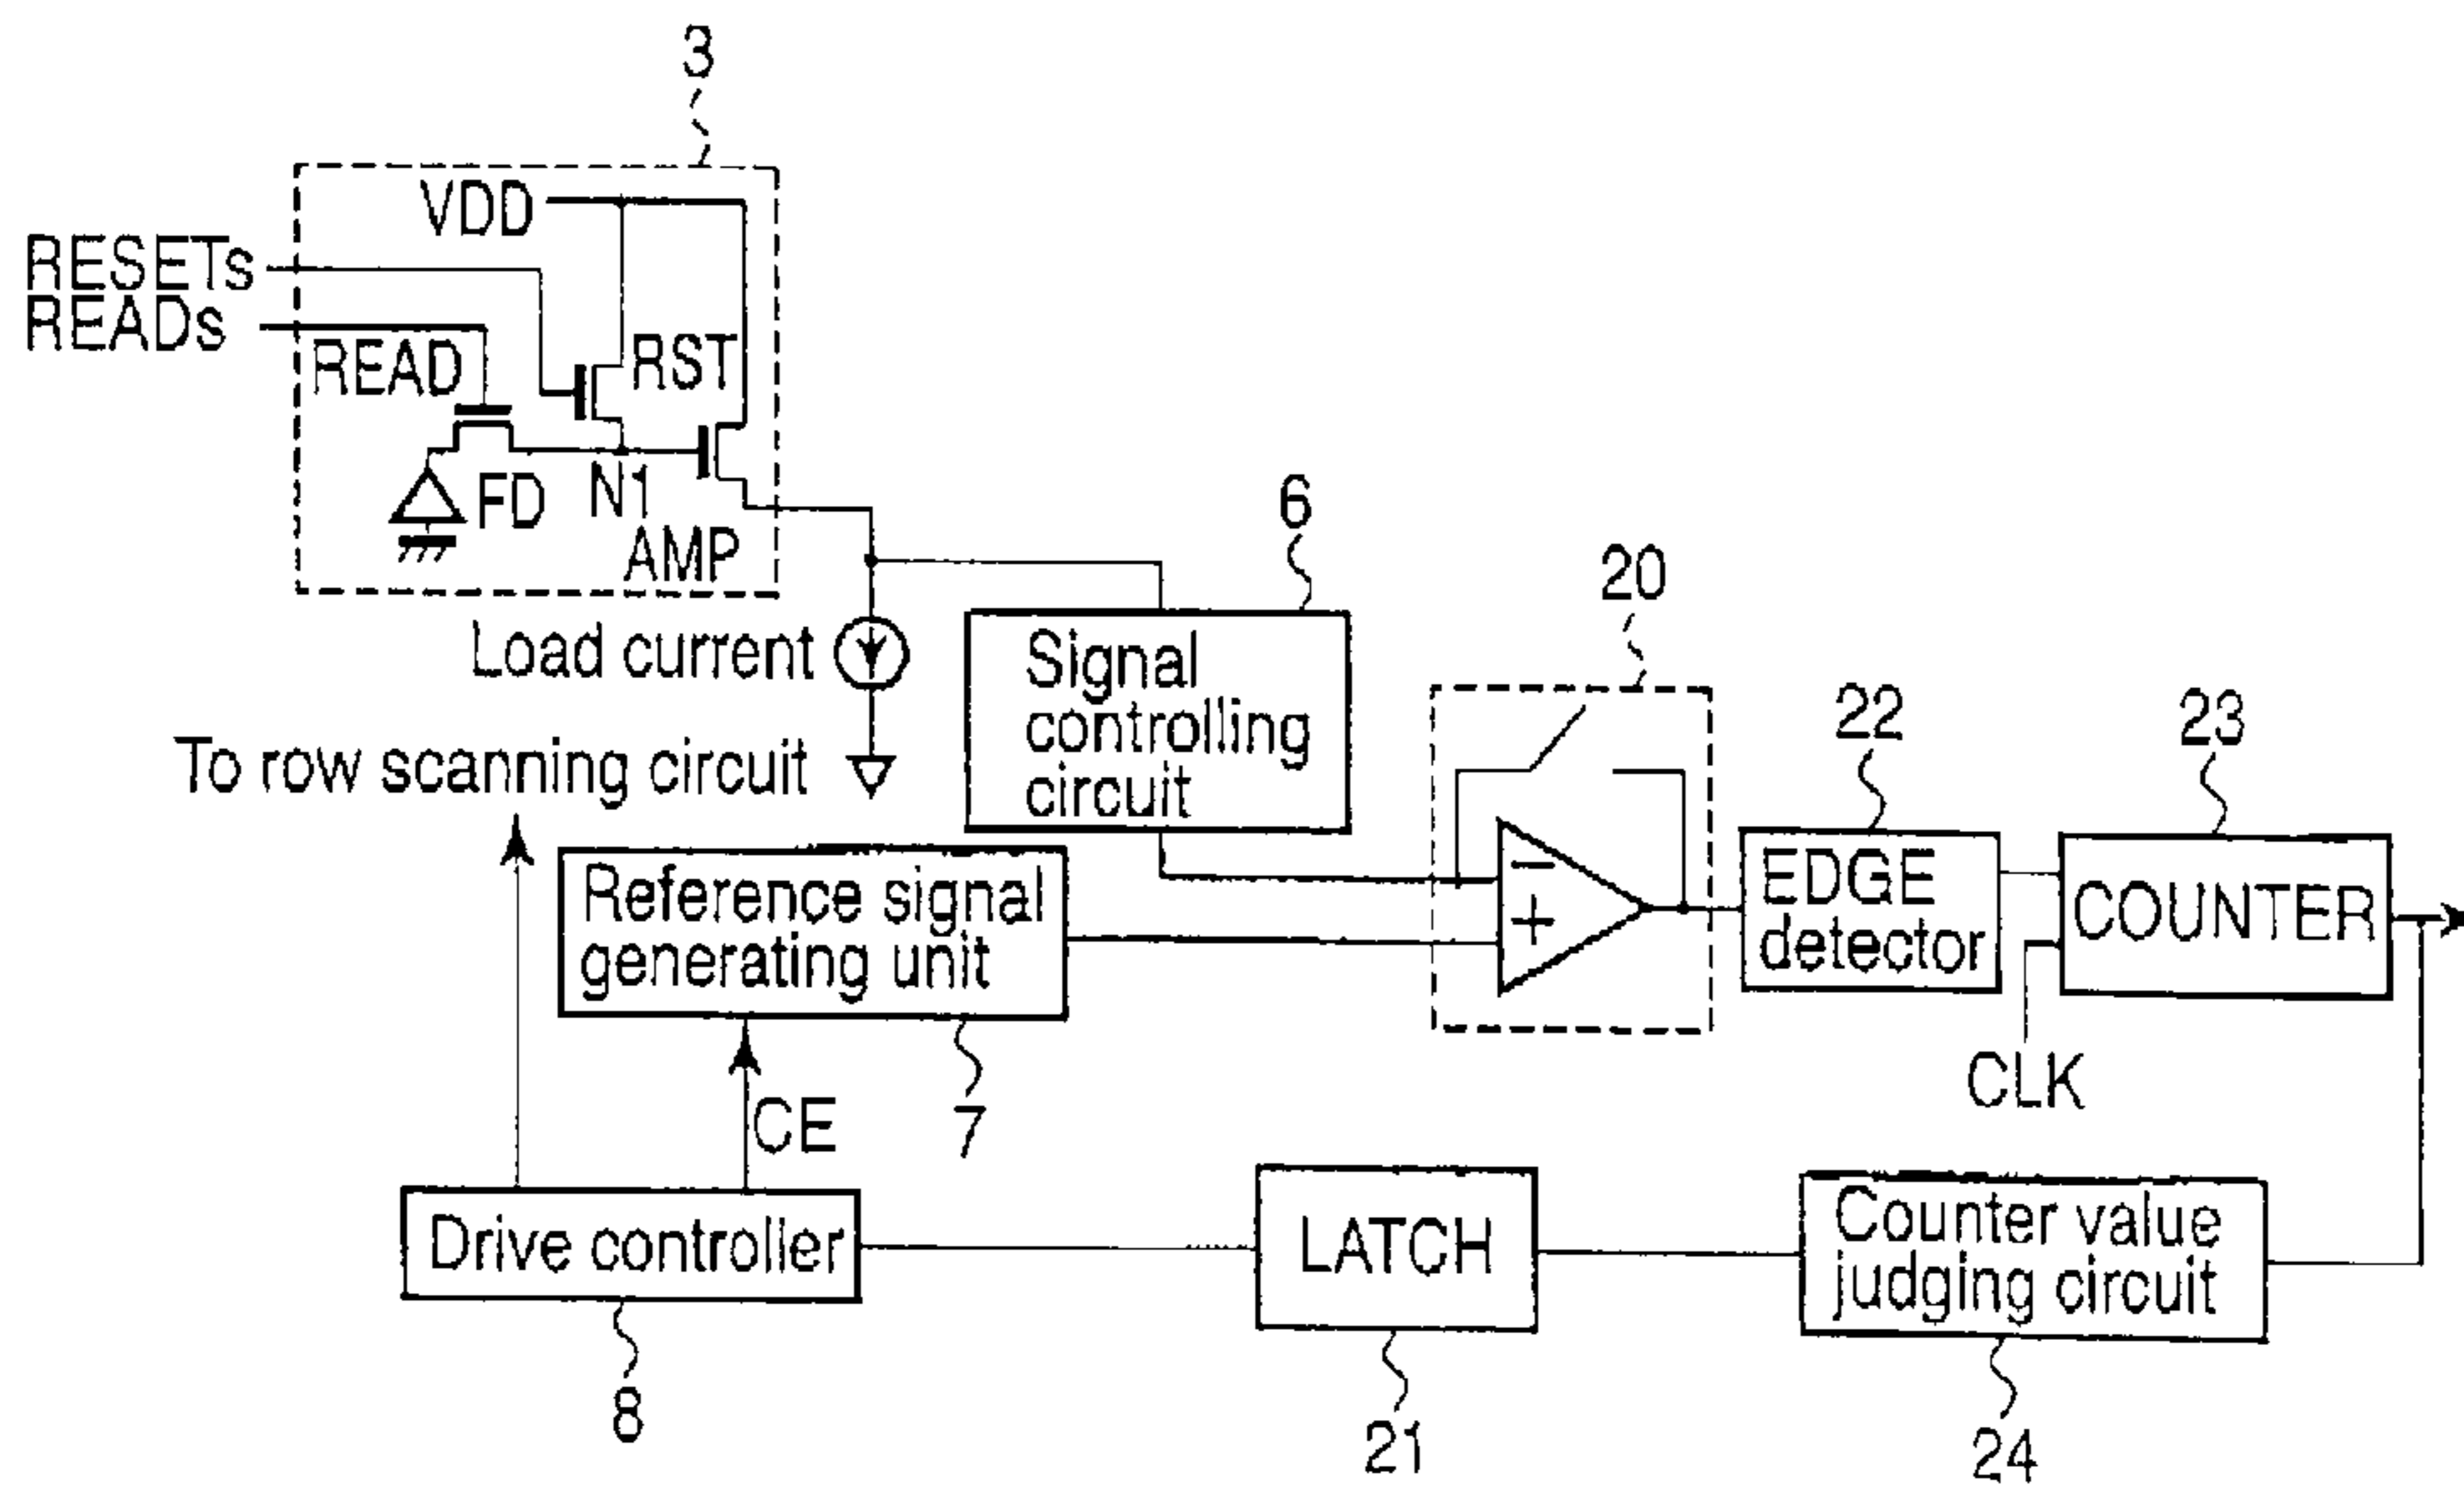 3
VDD
RESETs
READs
READ
RST
FD
N1
AMP
6
20
Load current
Signal
controlling
circuit
22
23
To row scanning circuit
Reference signal
generating unit
−
+
EDGE
detector
COUNTER
CLK
CE
7
Drive controller
LATCH
Counter value
judging circuit
8
21
24